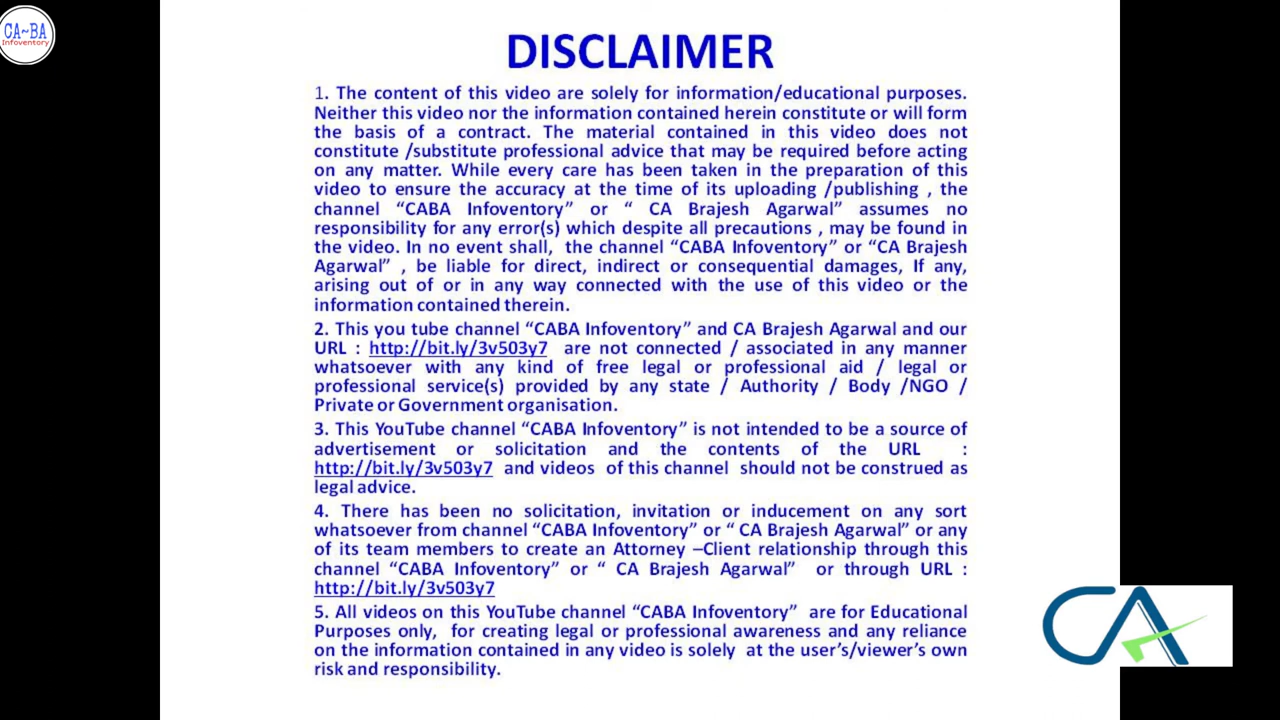 CA~BA
Infoventory
DISCLAIMER
1. The content of this video are solely for information/educational purposes.
Neither this video nor the information contained herein constitute or will form
the basis of a contract. The material contained in this video does not
constitute /substitute professional advice that may be required before acting
on any matter. While every care has been taken in the preparation of this
video to ensure the accuracy at the time of its uploading /publishing , the
channel “CABA Infoventory” or “ CA Brajesh Agarwal” assumes no
responsibility for any error(s) which despite all precautions , may be found in
the video. In no event shall, the channel “CABA Infoventory” or “CA Brajesh
Agarwal” , be liable for direct, indirect or consequential damages, If any,
arising out of or in any way connected with the use of this video or the
information contained therein.
2. This you tube channel “CABA Infoventory” and CA Brajesh Agarwal and our
URL : http://bit.ly/3v503y7 are not connected / associated in any manner
whatsoever with any kind of free legal or professional aid / legal or
professional service(s) provided by any state / Authority / Body /NGO /
Private or Government organisation.
3. This YouTube channel “CABA Infoventory” is not intended to be a source of
advertisement or solicitation and the contents of the URL :
http://bit.ly/3v503y7 and videos of this channel should not be construed as
legal advice.
4. There has been no solicitation, invitation or inducement on any sort
whatsoever from channel “CABA Infoventory” or “ CA Brajesh Agarwal” or any
of its team members to create an Attorney –Client relationship through this
channel “CABA Infoventory” or “ CA Brajesh Agarwal” or through URL :
http://bit.ly/3v503y7
5. All videos on this YouTube channel “CABA Infoventory” are for Educational
Purposes only, for creating legal or professional awareness and any reliance
on the information contained in any video is solely at the user’s/viewer’s own
risk and responsibility.
CA